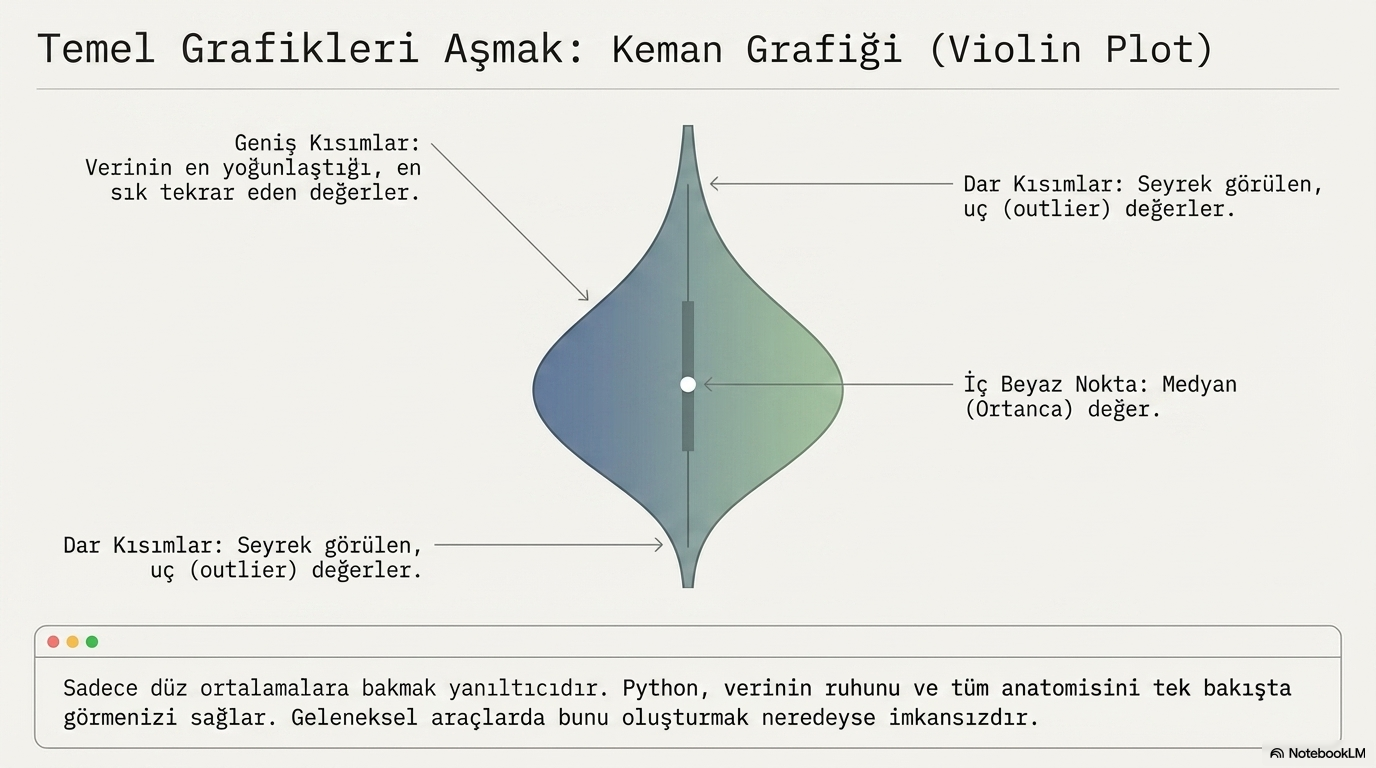 Temel Grafikleri Aşmak: Keman Grafiği (Violin Plot)
Geniş Kısımlar:
Verinin en yoğunlaştığı, en
sık tekrar eden değerler.
Dar Kısımlar: Seyrek görülen,
uç (outlier) değerler.
İç Beyaz Nokta: Medyan
(Ortanca) değer.
Dar Kısımlar: Seyrek görülen,
uç (outlier) değerler.
Sadece düz ortalamalara bakmak yanıltıcıdır. Python, verinin ruhunu ve tüm anatomisini tek bakışta
görmenizi sağlar. Geleneksel araçlarda bunu oluşturmak neredeyse imkansızdır.
NotebookLM